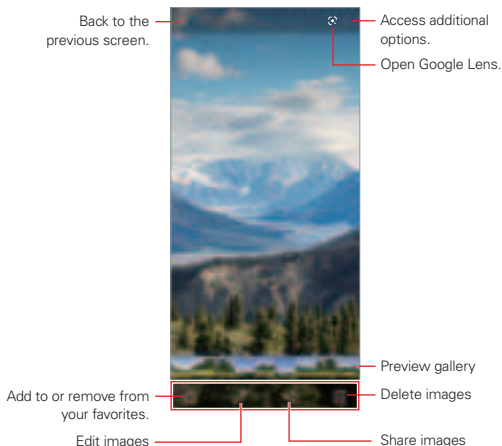 Back to the
previous screen.
Access additional
options.
Open Google Lens.
Preview gallery
Add to or remove from
your favorites.
Delete images
Edit images
Share images